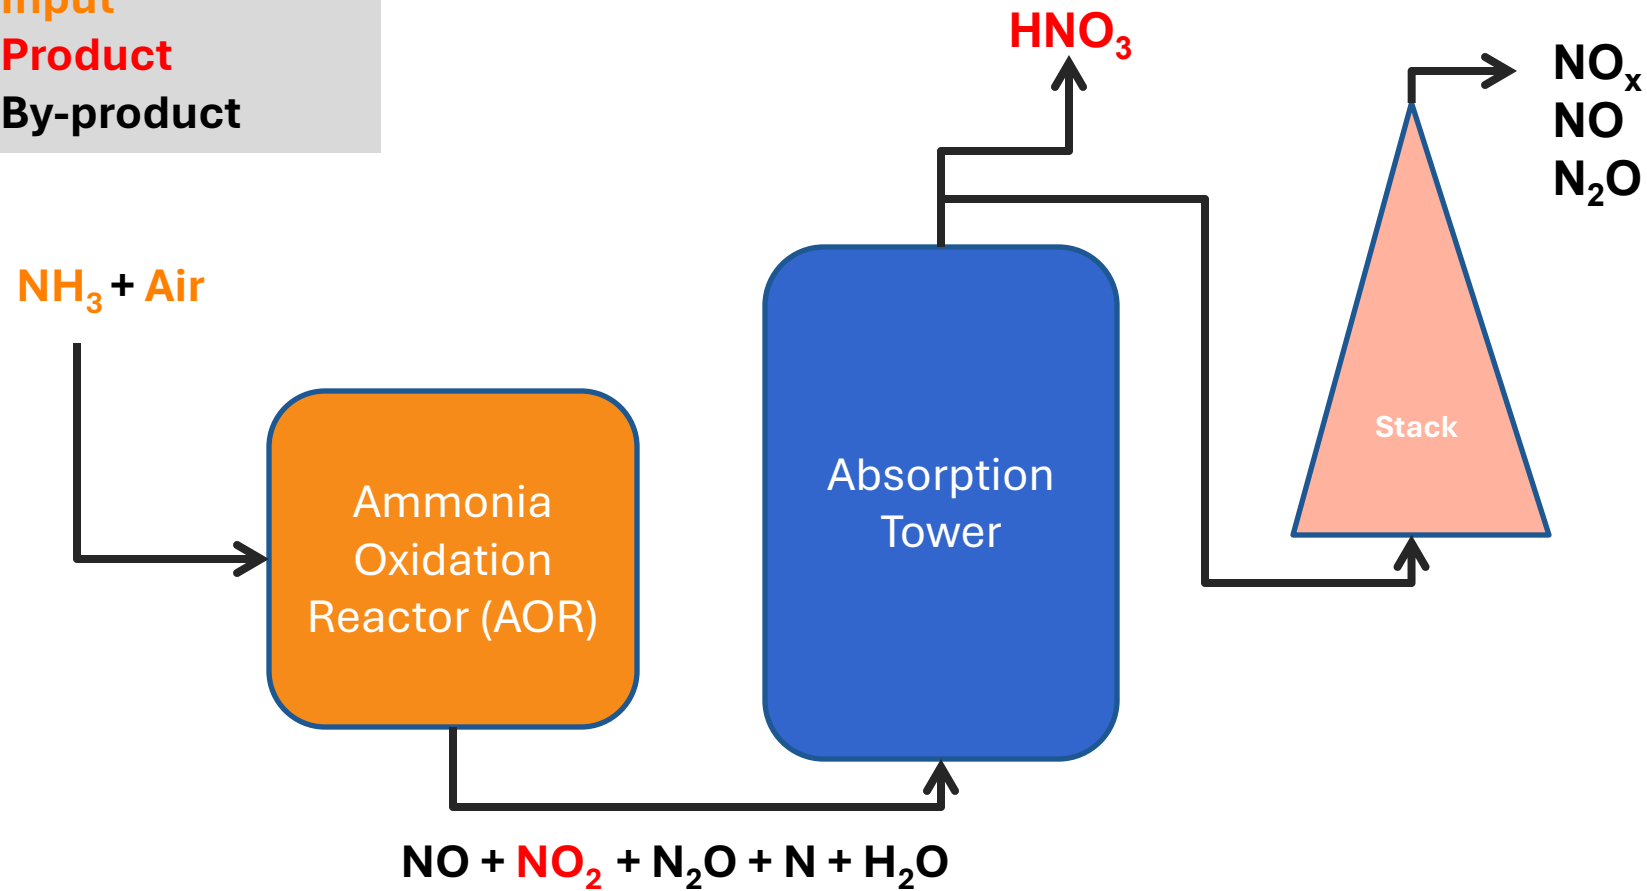 Input
Product
By-product
HNO₃
NOₓ
NO
N₂O
NH₃ + Air
Ammonia
Oxidation
Reactor (AOR)
Absorption
Tower
Stack
NO + NO₂ + N₂O + N + H₂O